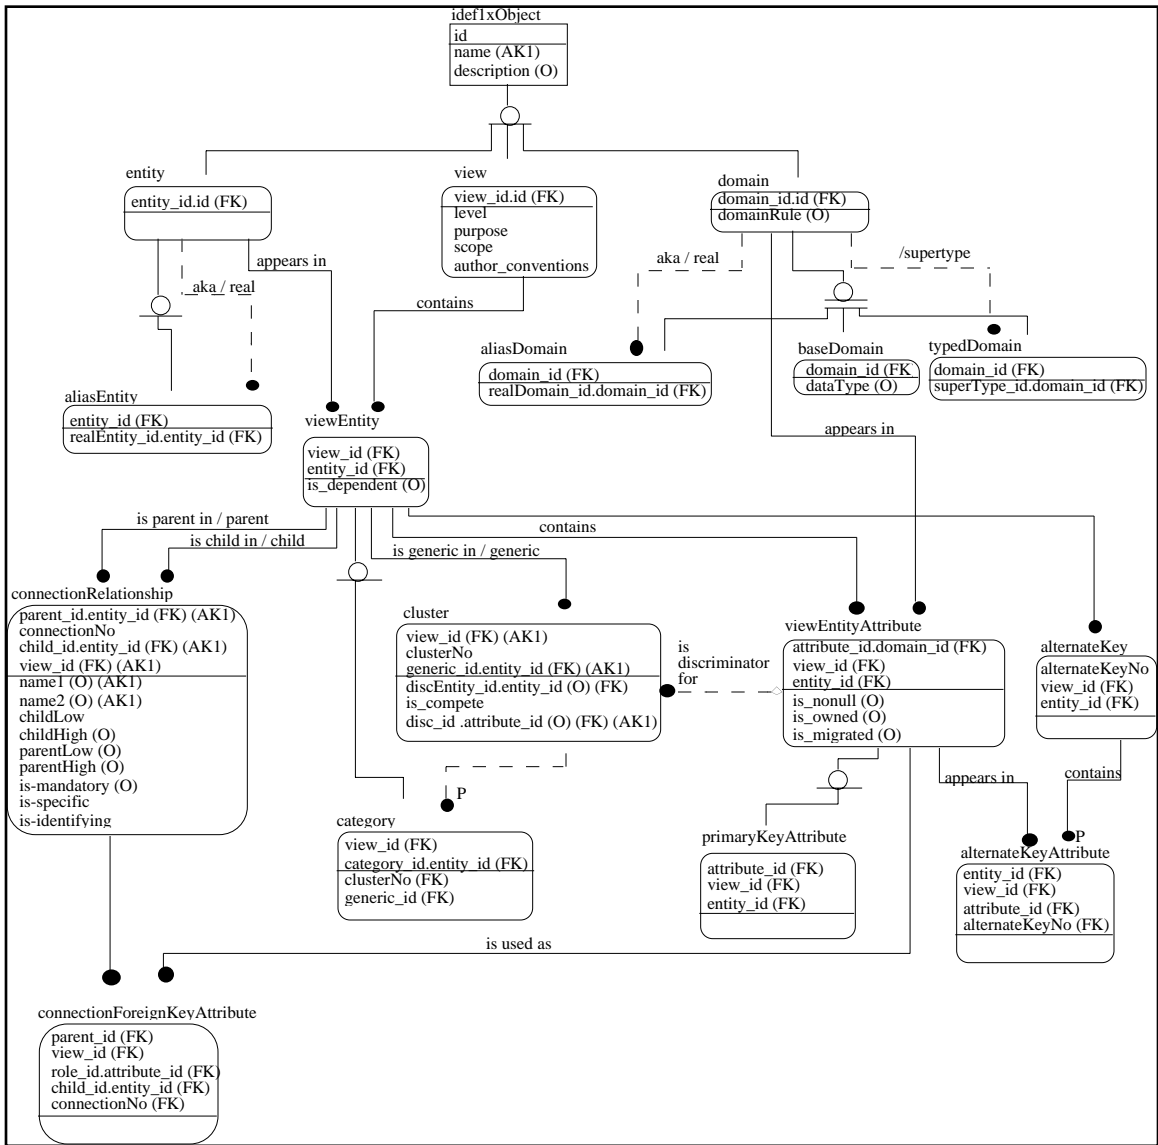 idef1xObject
id
name (AK1)
description (O)
entity
entity_id.id (FK)
view
view_id.id (FK)
level
purpose
scope
author_conventions
domain
domain_id.id (FK)
domainRule (O)
appears in
aka / real
contains
aka / real
/supertype
aliasEntity
entity_id (FK)
realEntity_id.entity_id (FK)
aliasDomain
domain_id (FK)
realDomain_id.domain_id (FK)
baseDomain
domain_id (FK
dataType (O)
typedDomain
domain_id (FK)
superType_id.domain_id (FK)
viewEntity
view_id (FK)
entity_id (FK)
is_dependent (O)
appears in
is parent in / parent
is child in / child
is generic in / generic
contains
connectionRelationship
parent_id.entity_id (FK) (AK1)
connectionNo
child_id.entity_id (FK) (AK1)
view_id (FK) (AK1)
name1 (O) (AK1)
name2 (O) (AK1)
childLow
childHigh (O)
parentLow (O)
parentHigh (O)
is-mandatory (O)
is-specific
is-identifying
cluster
view_id (FK) (AK1)
clusterNo
generic_id.entity_id (FK) (AK1)
discEntity_id.entity_id (O) (FK)
is_compete
disc_id .attribute_id (O) (FK) (AK1)
is
discriminator
for
viewEntityAttribute
attribute_id.domain_id (FK)
view_id (FK)
entity_id (FK)
is_nonull (O)
is_owned (O)
is_migrated (O)
alternateKey
alternateKeyNo
view_id (FK)
entity_id (FK)
P
category
view_id (FK)
category_id.entity_id (FK)
clusterNo (FK)
generic_id (FK)
primaryKeyAttribute
attribute_id (FK)
view_id (FK)
entity_id (FK)
appears in
contains
P
alternateKeyAttribute
entity_id (FK)
view_id (FK)
attribute_id (FK)
alternateKeyNo (FK)
is used as
connectionForeignKeyAttribute
parent_id (FK)
view_id (FK)
role_id.attribute_id (FK)
child_id.entity_id (FK)
connectionNo (FK)